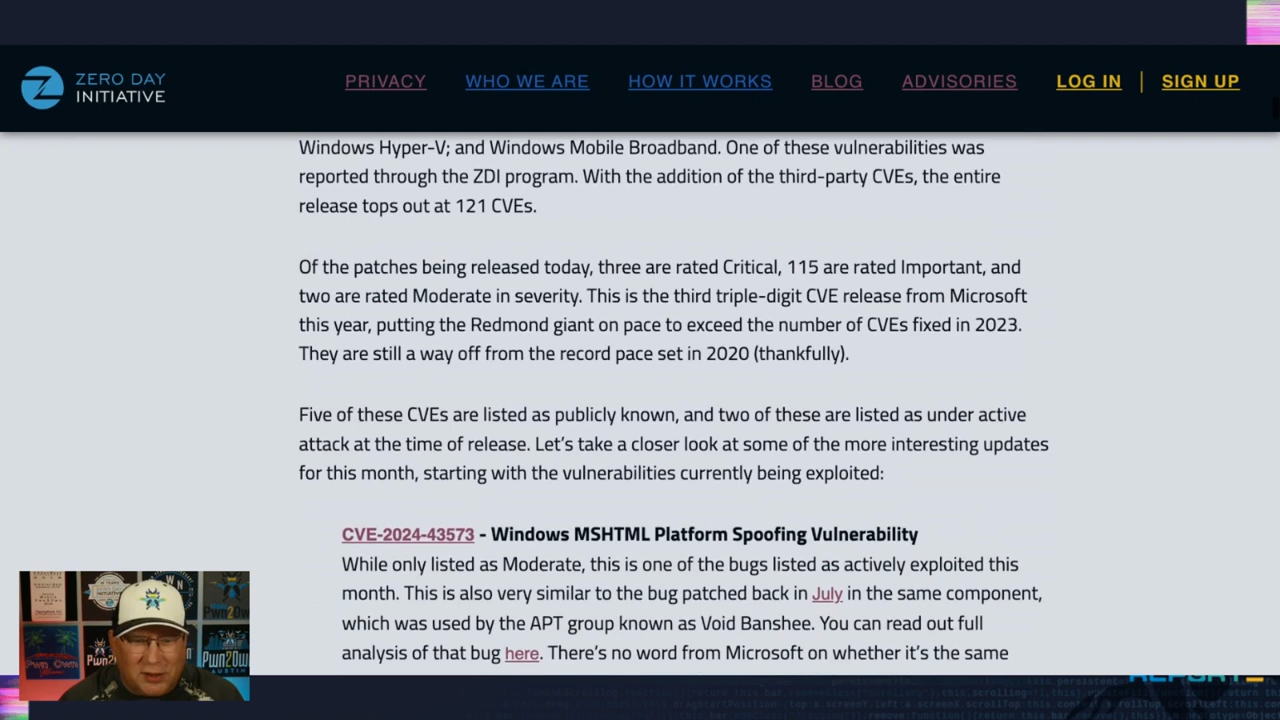 ZERO DAY
INITIATIVE
PRIVACY
WHO WE ARE
HOW IT WORKS
BLOG
ADVISORIES
LOG IN | SIGN UP
Windows Hyper-V; and Windows Mobile Broadband. One of these vulnerabilities was
reported through the ZDI program. With the addition of the third-party CVEs, the entire
release tops out at 121 CVEs.
Of the patches being released today, three are rated Critical, 115 are rated Important, and
two are rated Moderate in severity. This is the third triple-digit CVE release from Microsoft
this year, putting the Redmond giant on pace to exceed the number of CVEs fixed in 2023.
They are still a way off from the record pace set in 2020 (thankfully).
Five of these CVEs are listed as publicly known, and two of these are listed as under active
attack at the time of release. Let's take a closer look at some of the more interesting updates
for this month, starting with the vulnerabilities currently being exploited:
CVE-2024-43573 - Windows MSHTML Platform Spoofing Vulnerability
While only listed as Moderate, this is one of the bugs listed as actively exploited this
month. This is also very similar to the bug patched back in July in the same component,
which was used by the APT group known as Void Banshee. You can read out full
analysis of that bug here. There's no word from Microsoft on whether it's the same
Pwn2Own
Pwn2Own
AUSTIN